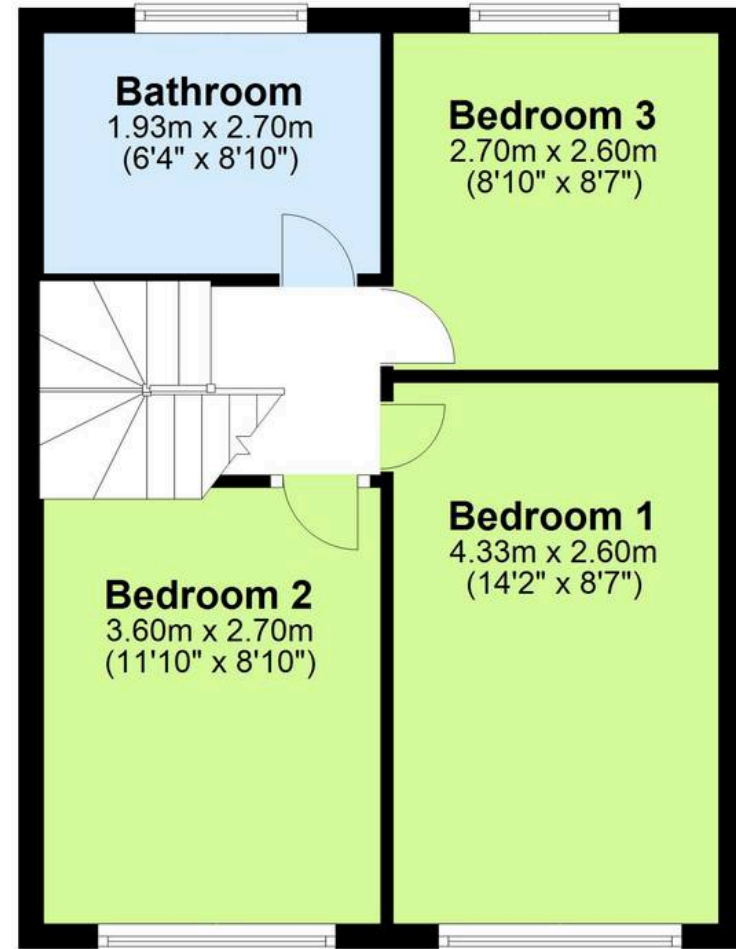 Bathroom
1.93m x 2.70m
(6'4" x 8'10")
Bedroom 3
2.70m x 2.60m
(8'10" x 8'7")
Bedroom 1
4.33m x 2.60m
(14'2" x 8'7")
Bedroom 2
3.60m x 2.70m
(11'10" x 8'10")